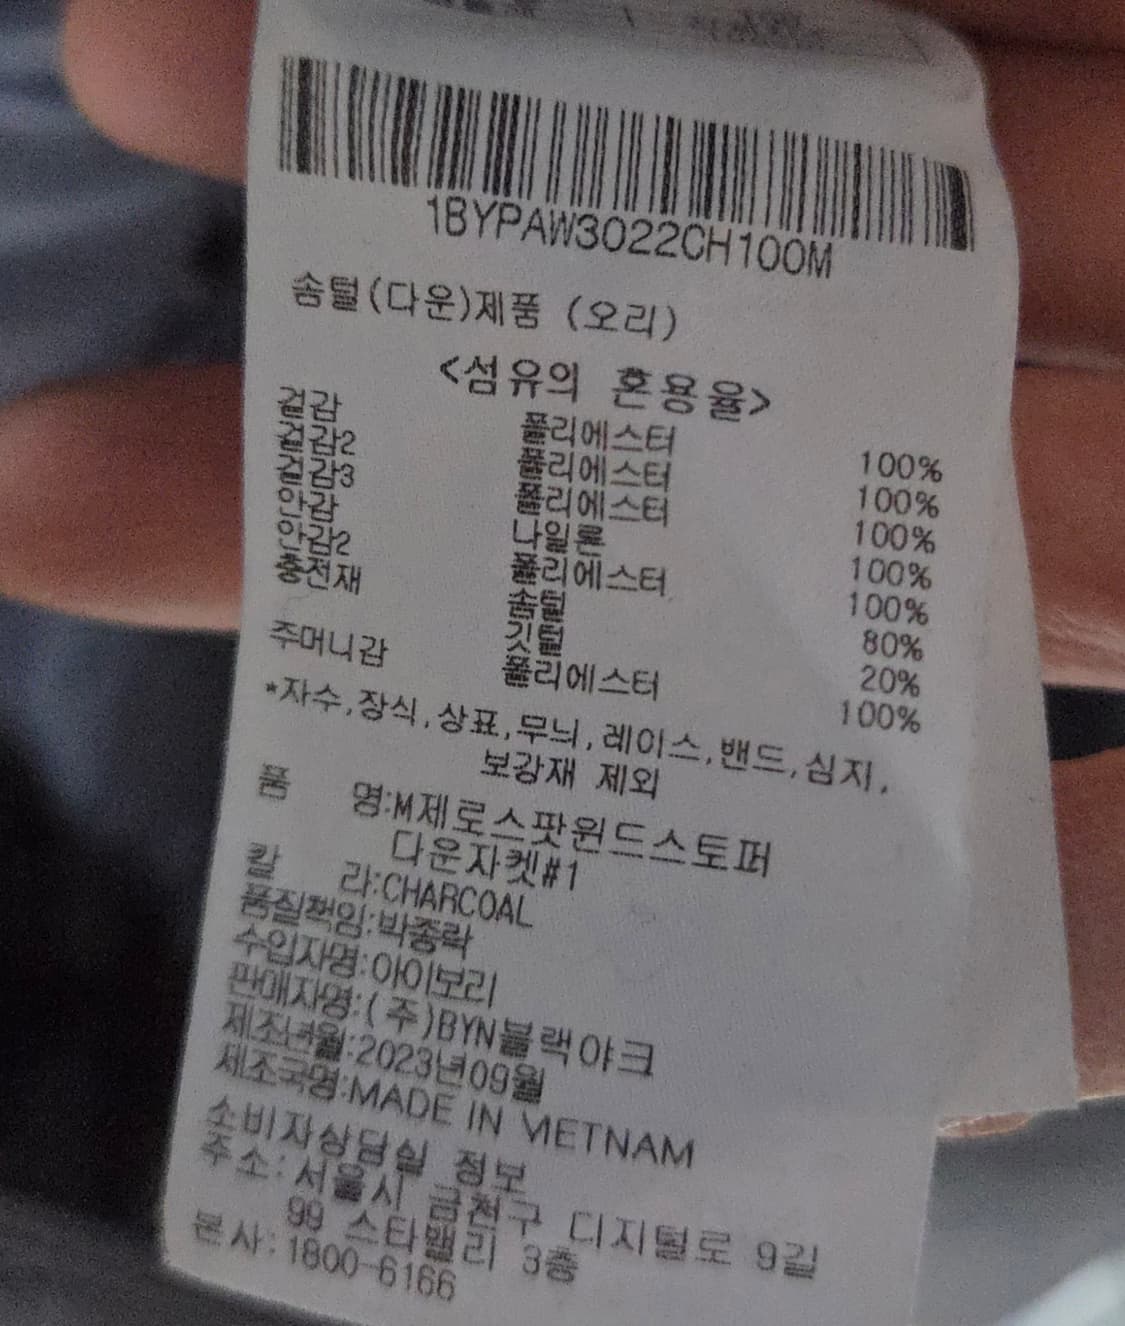 1BYPAW3022CH100M
솜털(다운)제품 (오리)
<섬유의 혼용율>
겉감 폴리에스터 100%
겉감2 폴리에스터 100%
겉감3 폴리에스터 100%
안감 나일론 100%
안감2 폴리에스터 100%
충전재 솜털 80%
깃털 20%
주머니감 폴리에스터 100%
*자수,장식,상표,무늬,레이스,밴드,심지,
보강재 제외
품 명:M제로스팟윈드스토퍼
다운자켓#1
칼 라:CHARCOAL
품질책임:박종락
수입자명:아이보리
판매자명:(주)BYN블랙야크
제조년월:2023년09월
제조국명:MADE IN VIETNAM
소비자상담실 정보
주소:서울시 금천구 디지털로 9길
99 스타밸리 3층
본사:1800-6166